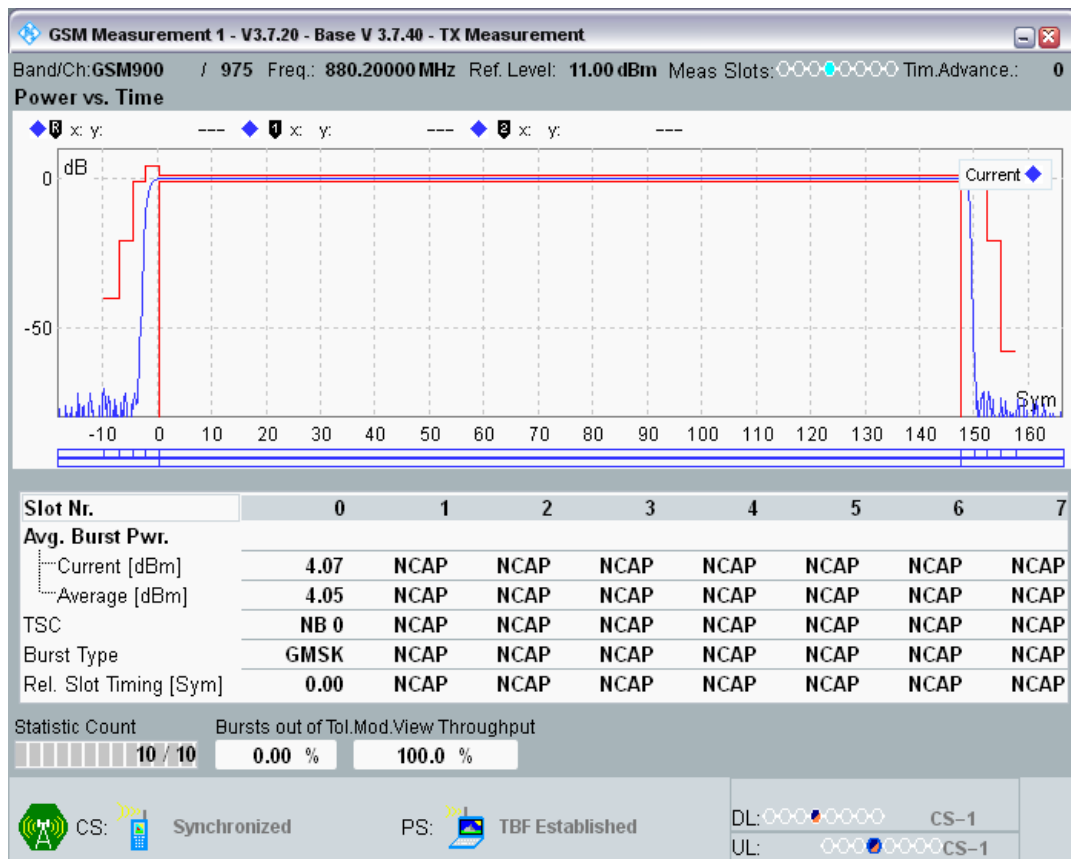 GSM Measurement 1 - V3.7.20 - Base V 3.7.40 - TX Measurement
Band/Ch:GSM900 / 975 Freq.: 880.20000 MHz Ref. Level: 11.00 dBm Meas Slots: Tim.Advance.: 0
Power vs. Time
R x: y: --- 1 x: y: --- 2 x: y: ---
dB
Current
0
-50
Sym
-10 0 10 20 30 40 50 60 70 80 90 100 110 120 130 140 150 160
Slot Nr. 0 1 2 3 4 5 6 7
Avg. Burst Pwr.
Current [dBm] 4.07 NCAP NCAP NCAP NCAP NCAP NCAP NCAP
Average [dBm] 4.05 NCAP NCAP NCAP NCAP NCAP NCAP NCAP
TSC NB 0 NCAP NCAP NCAP NCAP NCAP NCAP NCAP
Burst Type GMSK NCAP NCAP NCAP NCAP NCAP NCAP NCAP
Rel. Slot Timing [Sym] 0.00 NCAP NCAP NCAP NCAP NCAP NCAP NCAP
Statistic Count Bursts out of Tol.Mod.View Throughput
10 / 10 0.00 % 100.0 %
CS: Synchronized PS: TBF Established
DL: CS-1
UL: CS-1